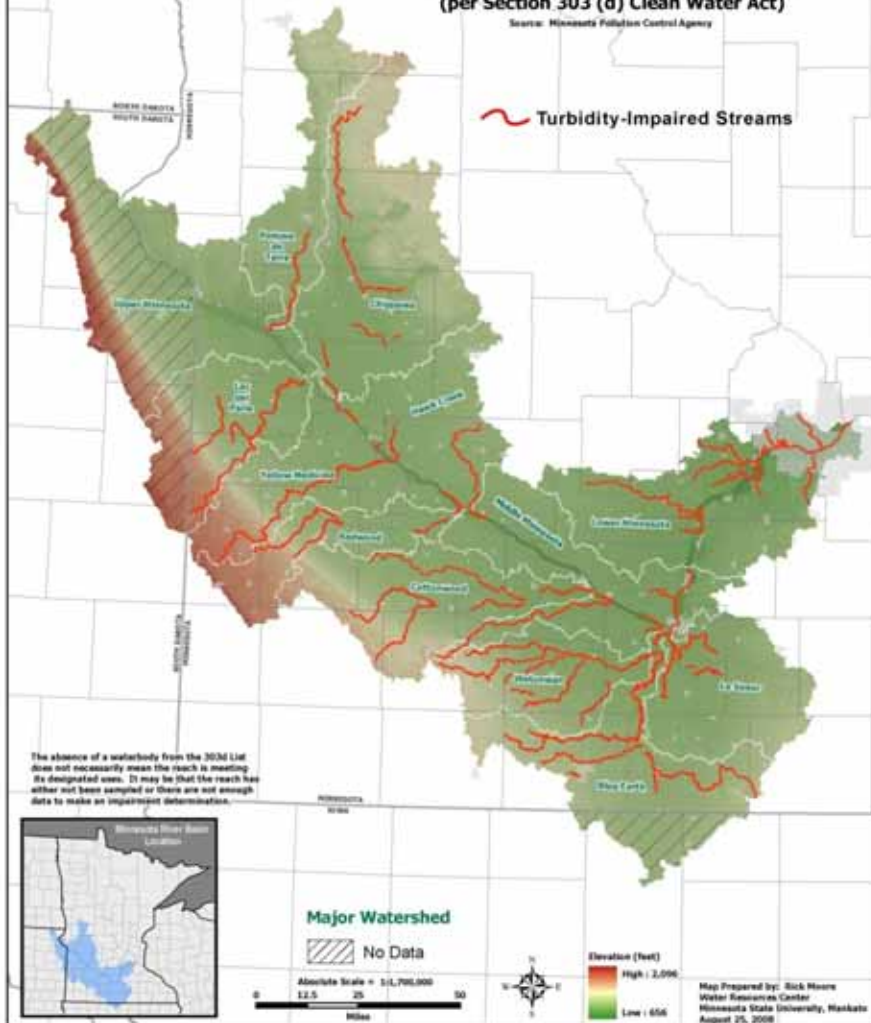 (per Section 303 (d) Clean Water Act)
Source: Minnesota Pollution Control Agency
Turbidity-Impaired Streams
NORTH DAKOTA
SOUTH DAKOTA
MINNESOTA
Pomme
de
Terre
Upper Minnesota
Chippewa
Lac
qui
Parle
Hawk Creek
Yellow Medicine
Middle Minnesota
Lower Minnesota
Redwood
Cottonwood
SOUTH DAKOTA
MINNESOTA
Watonwan
Le Sueur
Blue Earth
The absence of a waterbody from the 303d List
does not necessarily mean the reach is meeting
its designated uses. It may be that the reach has
either not been sampled or there are not enough
data to make an impairment determination.
MINNESOTA
IOWA
Minnesota River Basin
Location
Major Watershed
No Data
Absolute Scale = 1:1,700,000
0 12.5 25 50
Miles
N
W E
S
Elevation (feet)
High : 2,096
Low : 656
Map Prepared by: Rick Moore
Water Resources Center
Minnesota State University, Mankato
August 25, 2008